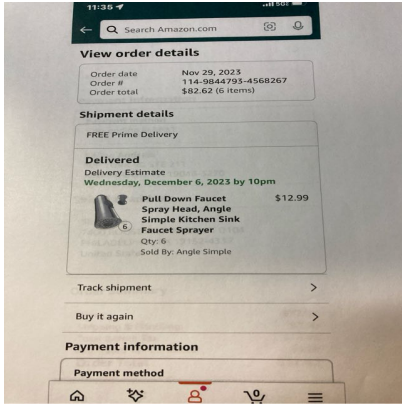 11:35
5GE
Search Amazon.com
View order details
Order date Nov 29, 2023
Order # 114-9844793-4568267
Order total $82.62 (6 items)
Shipment details
FREE Prime Delivery
Delivered
Delivery Estimate
Wednesday, December 6, 2023 by 10pm
Pull Down Faucet $12.99
Spray Head, Angle
Simple Kitchen Sink
6 Faucet Sprayer
Qty: 6
Sold By: Angle Simple
Track shipment
Buy it again
Payment information
Payment method
0